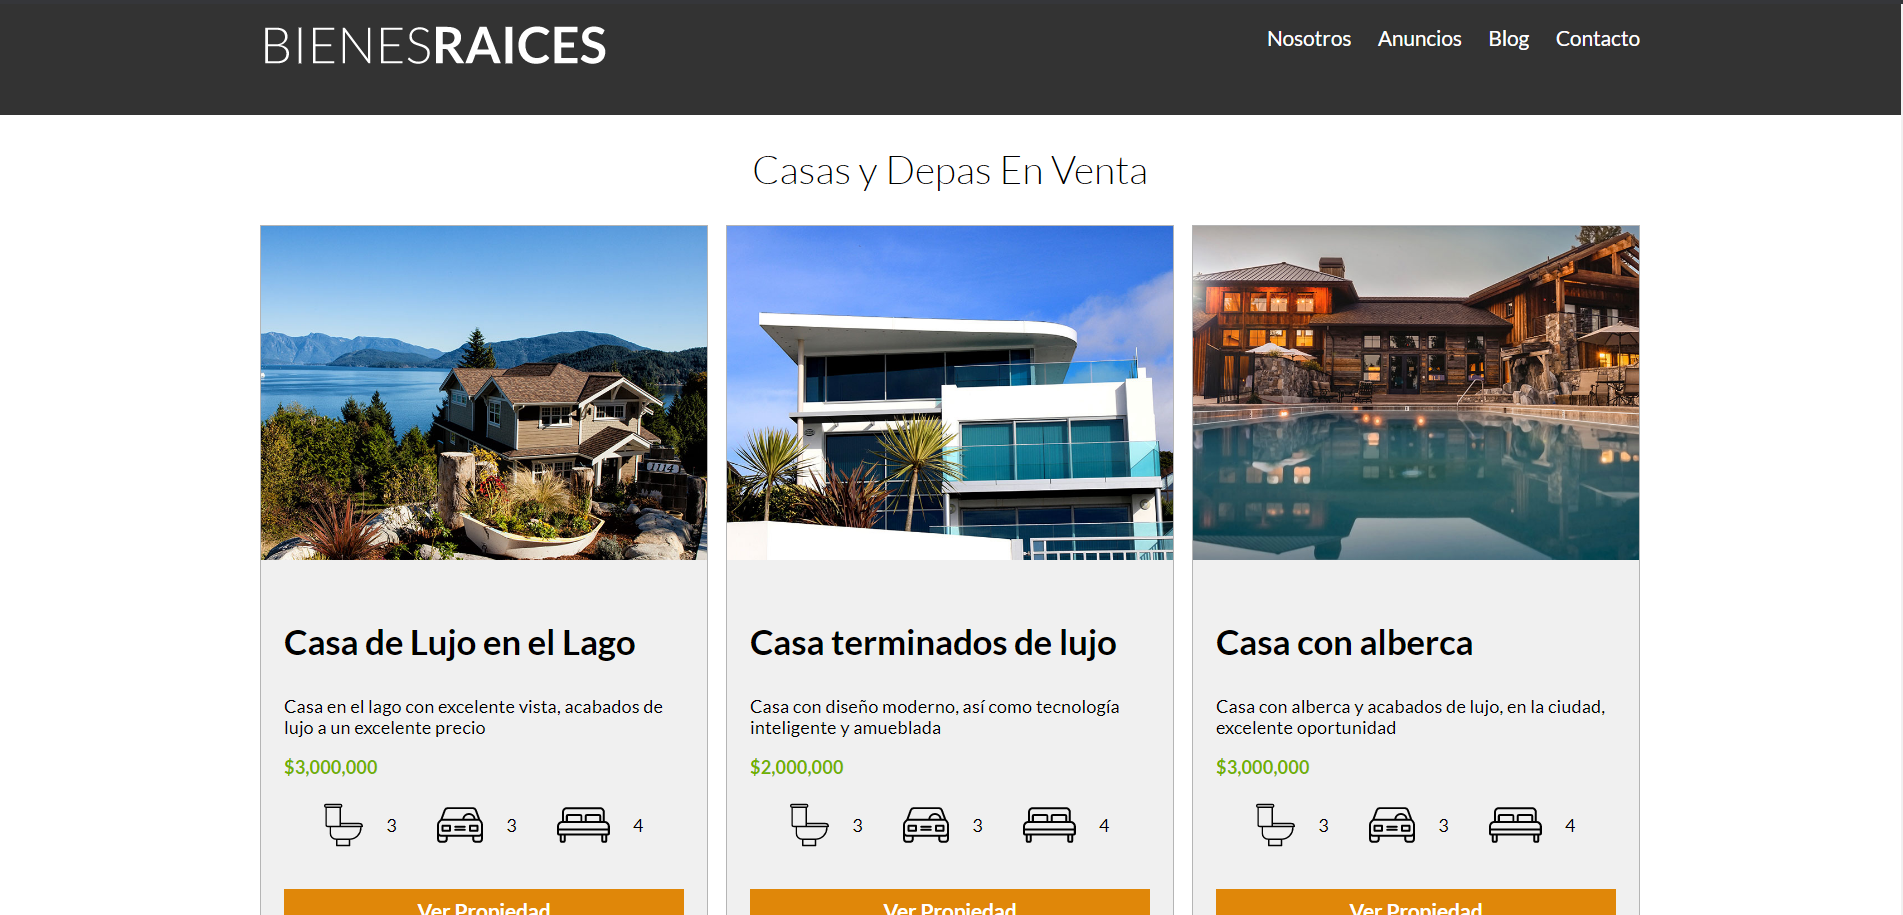 BIENESRAICES
Nosotros Anuncios Blog Contacto
Casas y Depas En Venta
1114
Casa de Lujo en el Lago
Casa en el lago con excelente vista, acabados de
lujo a un excelente precio
$3,000,000
3 3 4
Ver Propiedad
Casa terminados de lujo
Casa con diseño moderno, así como tecnología
inteligente y amueblada
$2,000,000
3 3 4
Ver Propiedad
Casa con alberca
Casa con alberca y acabados de lujo, en la ciudad,
excelente oportunidad
$3,000,000
3 3 4
Ver Propiedad